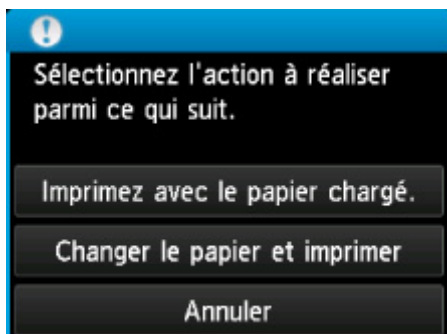 Sélectionnez l'action à réaliser
parmi ce qui suit.
Imprimez avec le papier chargé.
Changer le papier et imprimer
Annuler